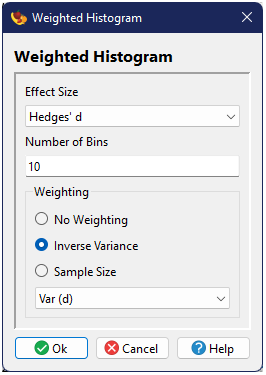 Weighted Histogram
Weighted Histogram
Effect Size
Hedges' d
Number of Bins
10
Weighting
No Weighting
Inverse Variance
Sample Size
Var (d)
Ok Cancel Help